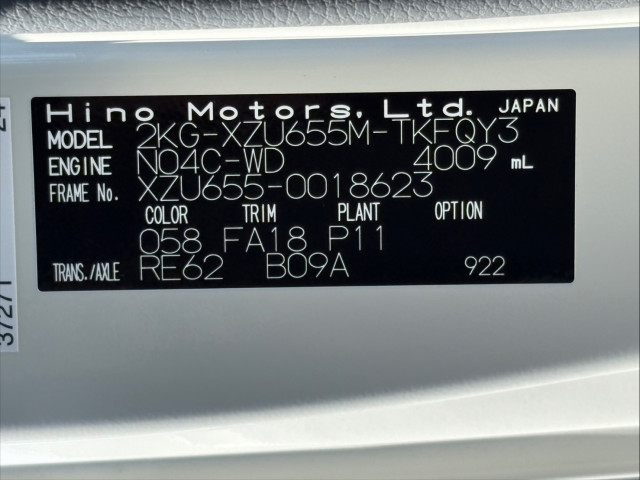 Hino Motors, Ltd. JAPAN
MODEL 2KG-XZU655M-TKFQY3
ENGINE N04C-WD 4009 mL
FRAME No. XZU655-0018623
COLOR TRIM PLANT OPTION
058 FA18 P11
TRANS./AXLE RE62 B09A 922
37271